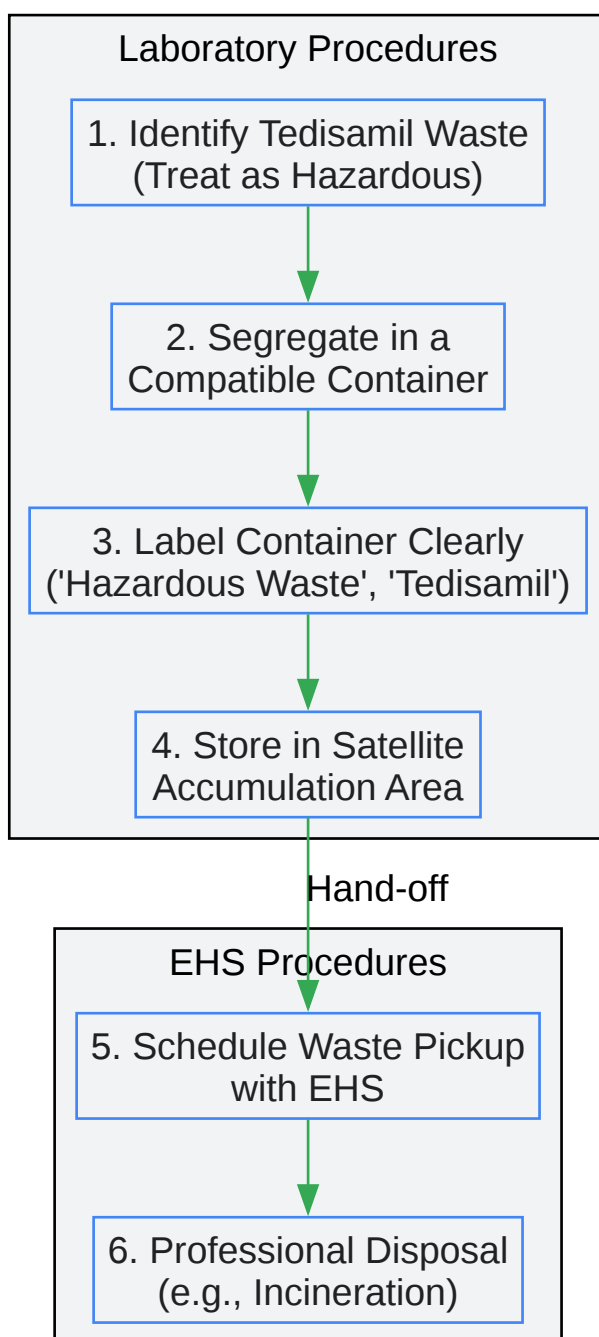 Laboratory Procedures
1. Identify Tedisamil Waste
(Treat as Hazardous)
2. Segregate in a
Compatible Container
3. Label Container Clearly
('Hazardous Waste', 'Tedisamil')
4. Store in Satellite
Accumulation Area
Hand-off
EHS Procedures
5. Schedule Waste Pickup
with EHS
6. Professional Disposal
(e.g., Incineration)